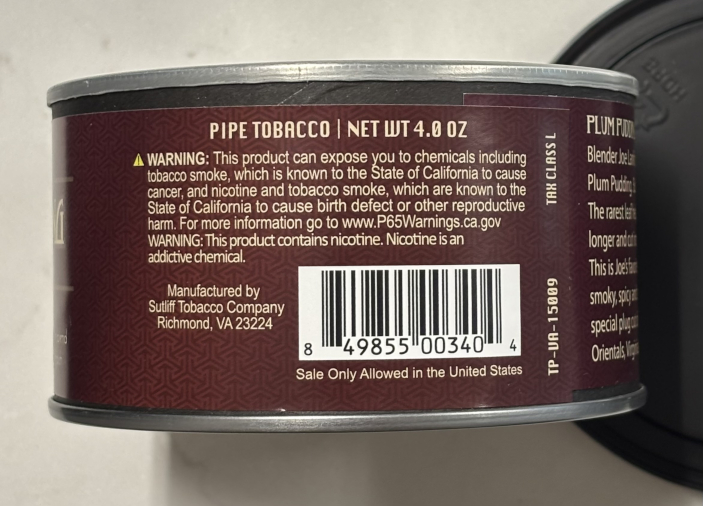 PIPE TOBACCO | NET WT 4.0 OZ
WARNING: This product can expose you to chemicals including
tobacco smoke, which is known to the State of California to cause
cancer, and nicotine and tobacco smoke, which are known to the
State of California to cause birth defect or other reproductive
harm. For more information go to www.P65Warnings.ca.gov
WARNING: This product contains nicotine. Nicotine is an
addictive chemical.
Manufactured by
Sutliff Tobacco Company
Richmond, VA 23224
8 49855 00340 4
Sale Only Allowed in the United States
TP-VA-15009
TAX CLASS L
PLUM
Blender Joe
Plum Pudding,
The rarest
longer and
This is Joe's
smoky, spicy
special plug
Orientals,